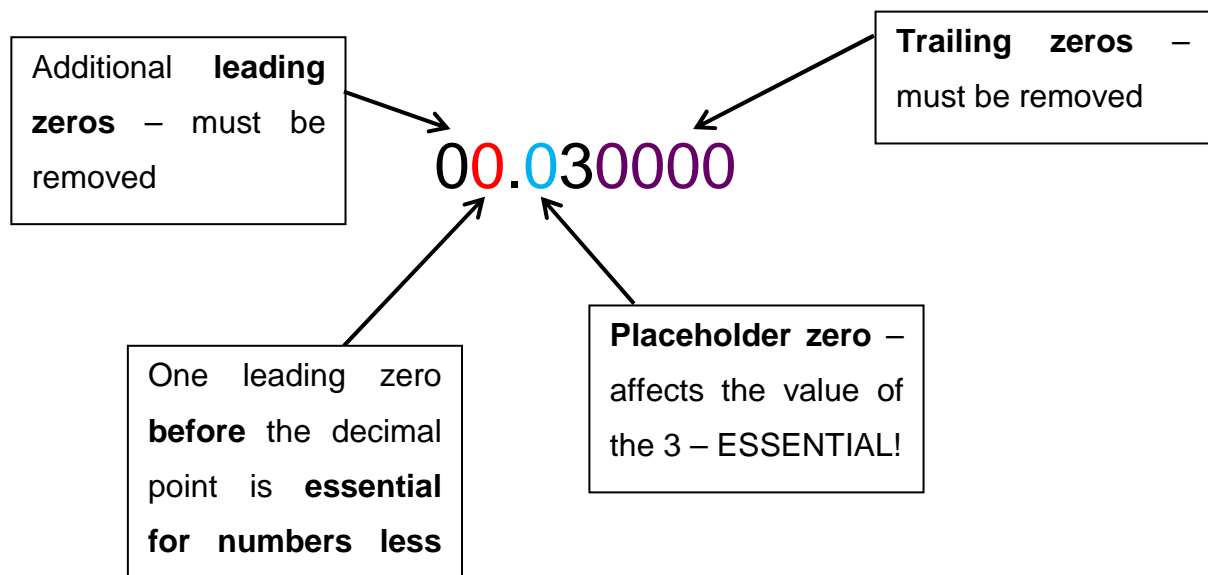 Additional leading
zeros – must be
removed
Trailing zeros –
must be removed
00.030000
One leading zero
before the decimal
point is essential
for numbers less
Placeholder zero –
affects the value of
the 3 – ESSENTIAL!